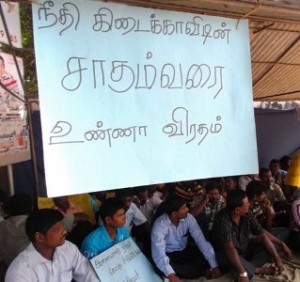 நீதி கிடைக்காவிடின்
சாகும்வரை
உண்ணா விரதம்